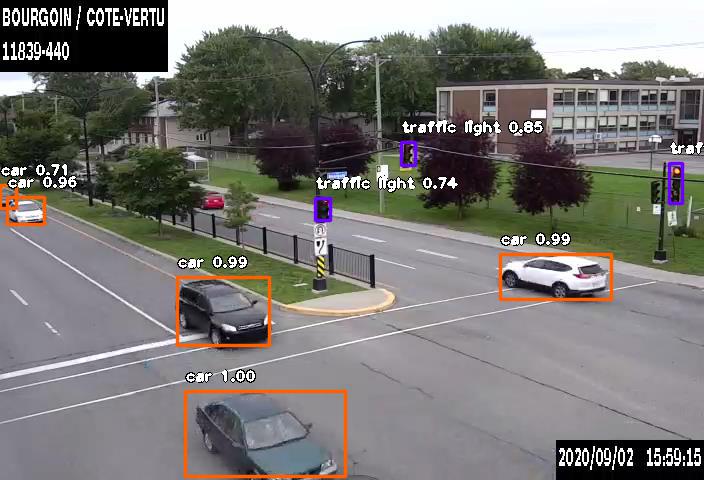 BOURGOIN / COTE-VERTU
11839-440
traffic light 0.85
traf
car 0.71
car 0.96
traffic light 0.74
car 0.99
car 0.99
car 1.00
2020/09/02 15:59:15